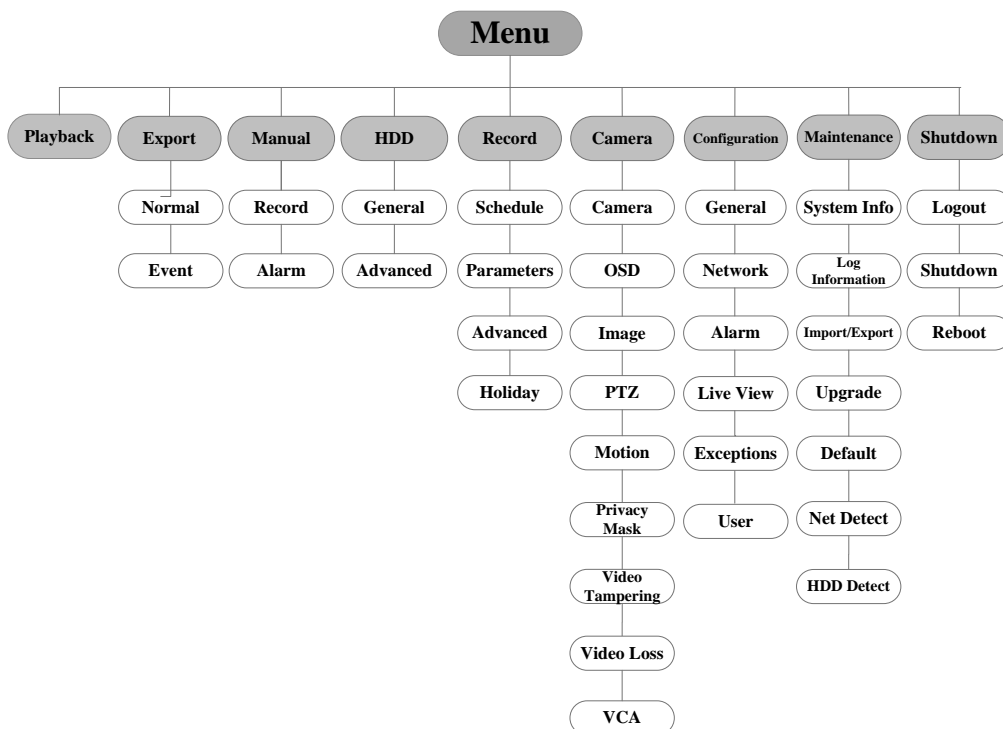 Menu
Playback
Export
Manual
HDD
Record
Camera
Configuration
Maintenance
Shutdown
Normal
Record
General
Schedule
Camera
General
System Info
Logout
Event
Alarm
Advanced
Parameters
OSD
Network
Log
Information
Shutdown
Advanced
Image
Alarm
Import/Export
Reboot
Holiday
PTZ
Live View
Upgrade
Motion
Exceptions
Default
Privacy
Mask
User
Net Detect
Video
Tampering
HDD Detect
Video Loss
VCA